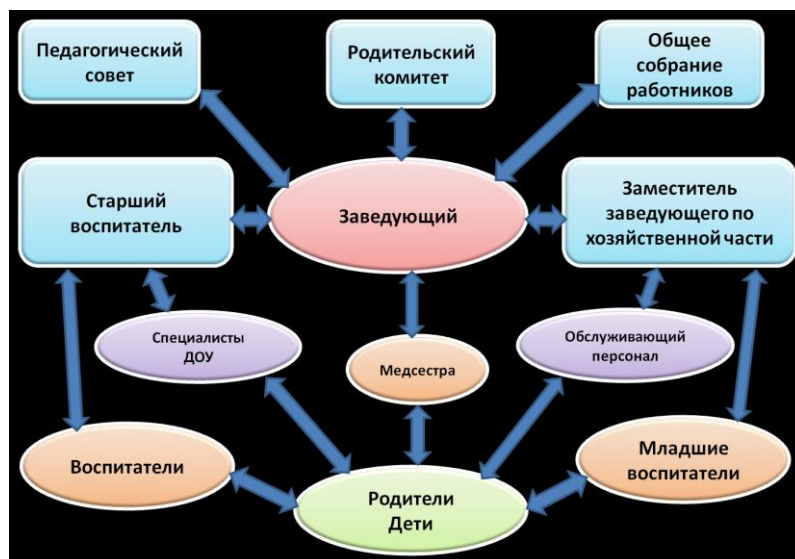 Педагогический
совет
Родительский
комитет
Общее
собрание
работников
Старший
воспитатель
Заведующий
Заместитель
заведующего по
хозяйственной части
Специалисты
ДОУ
Медсестра
Обслуживающий
персонал
Воспитатели
Родители
Дети
Младшие
воспитатели